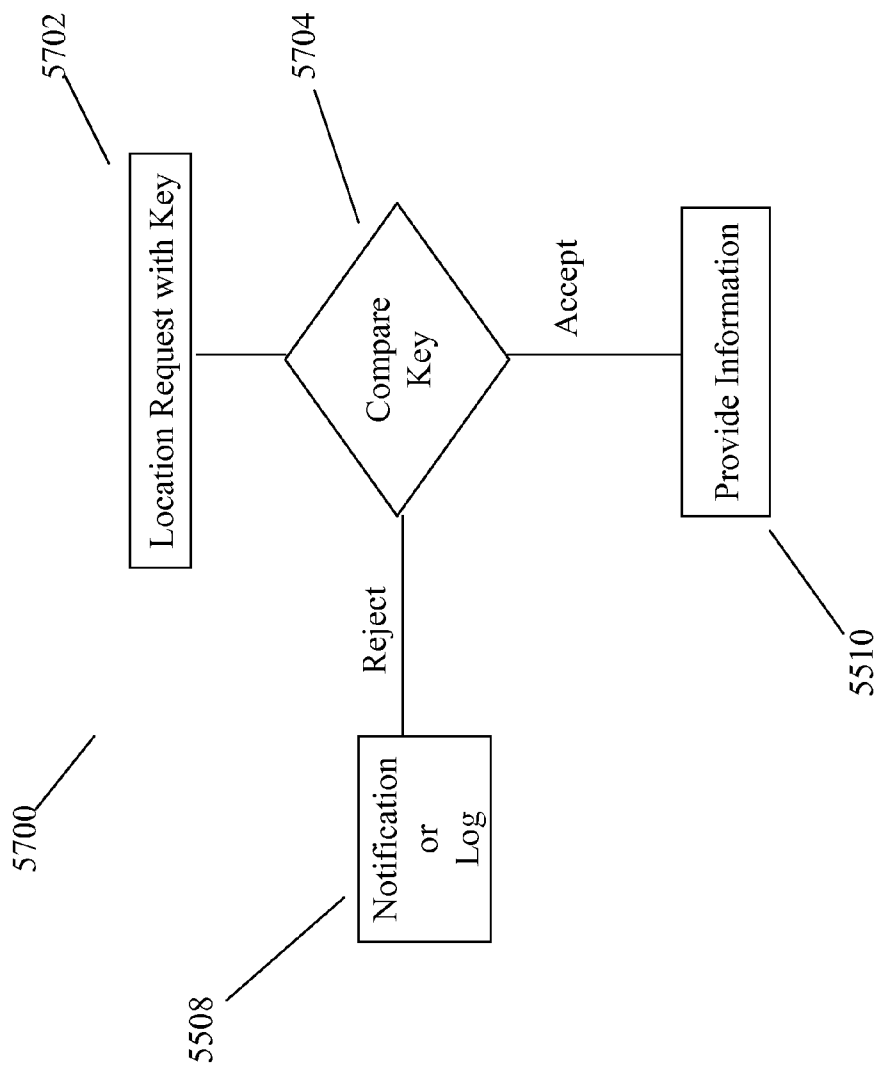 5700
5702
Location Request with Key
5704
Compare
Key
Reject
Accept
5508
Notification
or
Log
Provide Information
5510